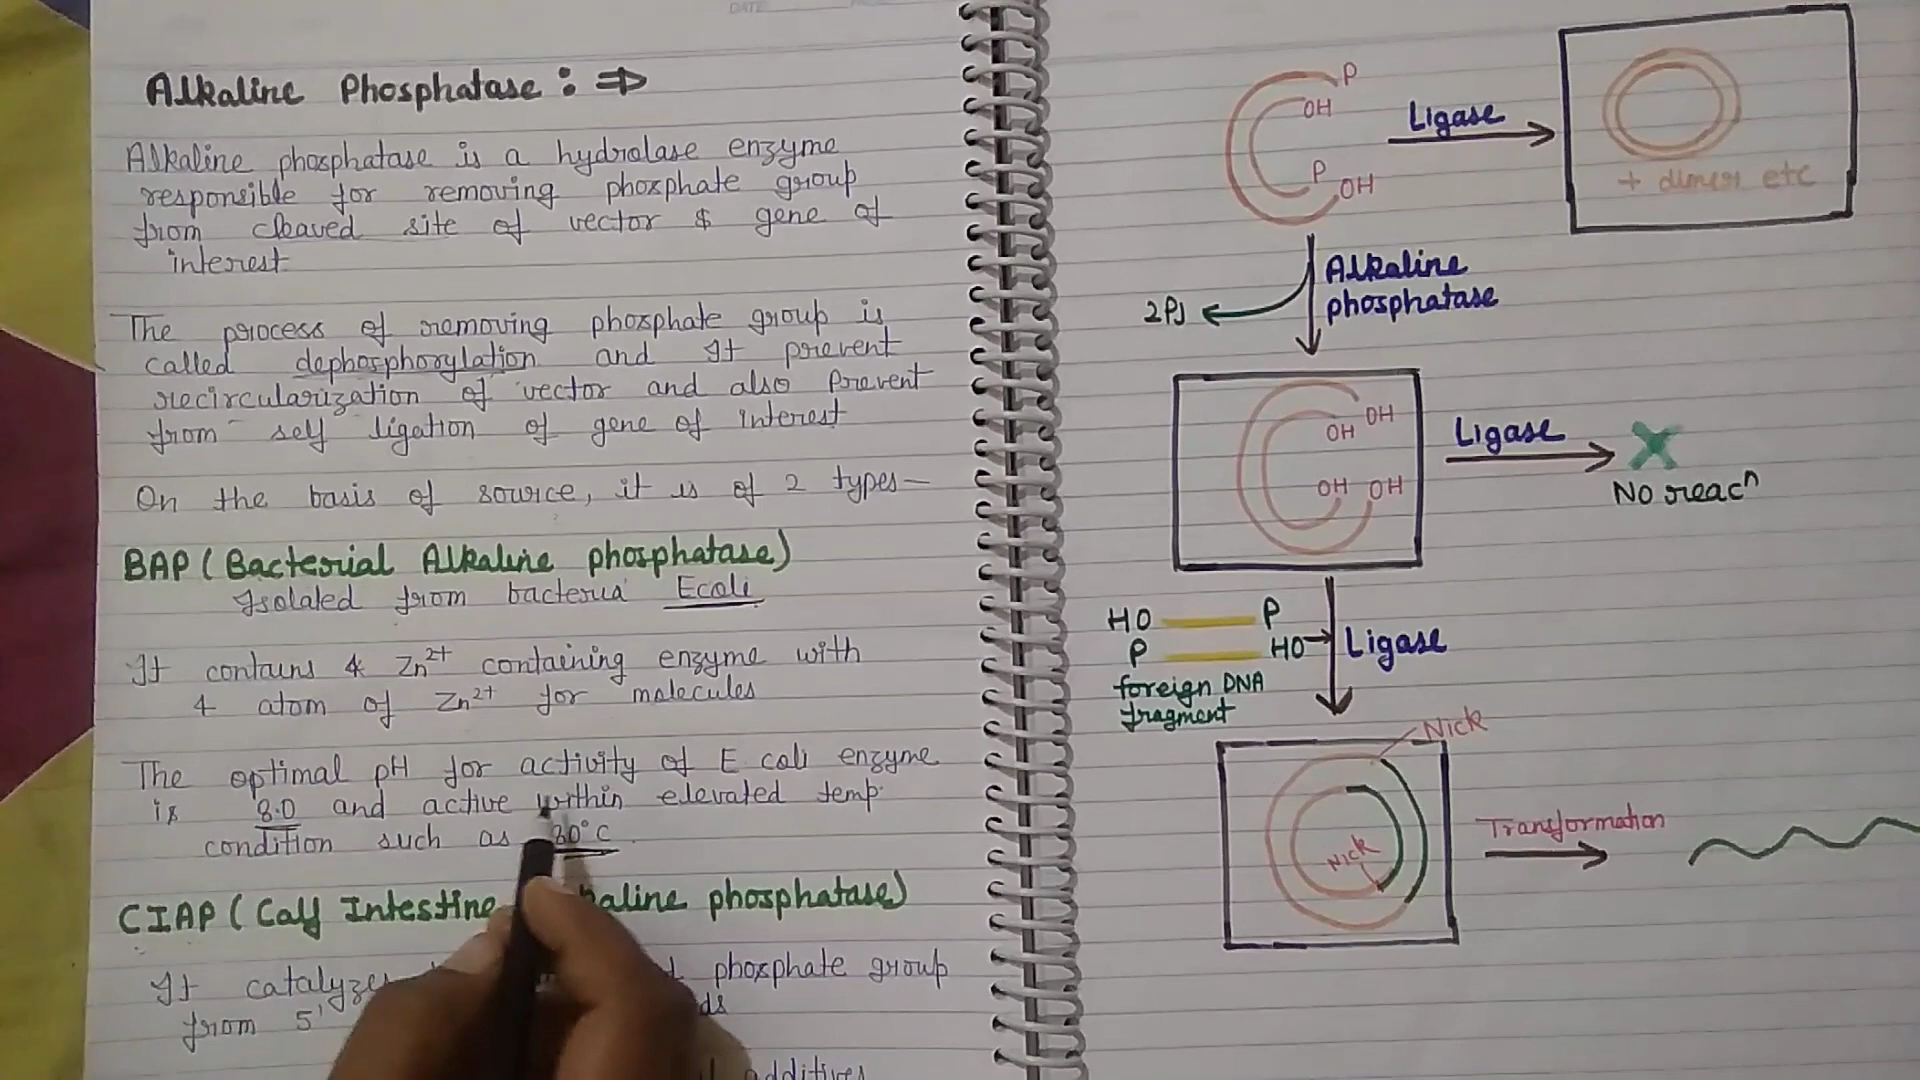 DATE
Alkaline Phosphatase : ⇒
Alkaline phosphatase is a hydrolase enzyme
responsible for removing phosphate group
from cleaved site of vector & gene of
interest
The process of removing phosphate group is
called dephosphorylation and It prevent
recircularization of vector and also prevent
from self ligation of gene of interest
On the basis of source, it is of 2 types—
BAP (Bacterial Alkaline phosphatase)
Isolated from bacteria Ecoli
It contains 4 Zn2+ containing enzyme with
4 atom of Zn2+ for molecules
The optimal pH for activity of E coli enzyme
is 8.0 and active within elevated temp.
condition such as °C
CIAP (Calf Intestine phosphatase)
It phosphate group
from 5'
additives
P
OH
P
OH
Ligase
+ dimer etc
Alkaline
phosphatase
OH
OH
OH OH
Ligase
X
No reacn
HO P
P HO
foreign DNA
fragment
Ligase
Nick
Nick
Transformation